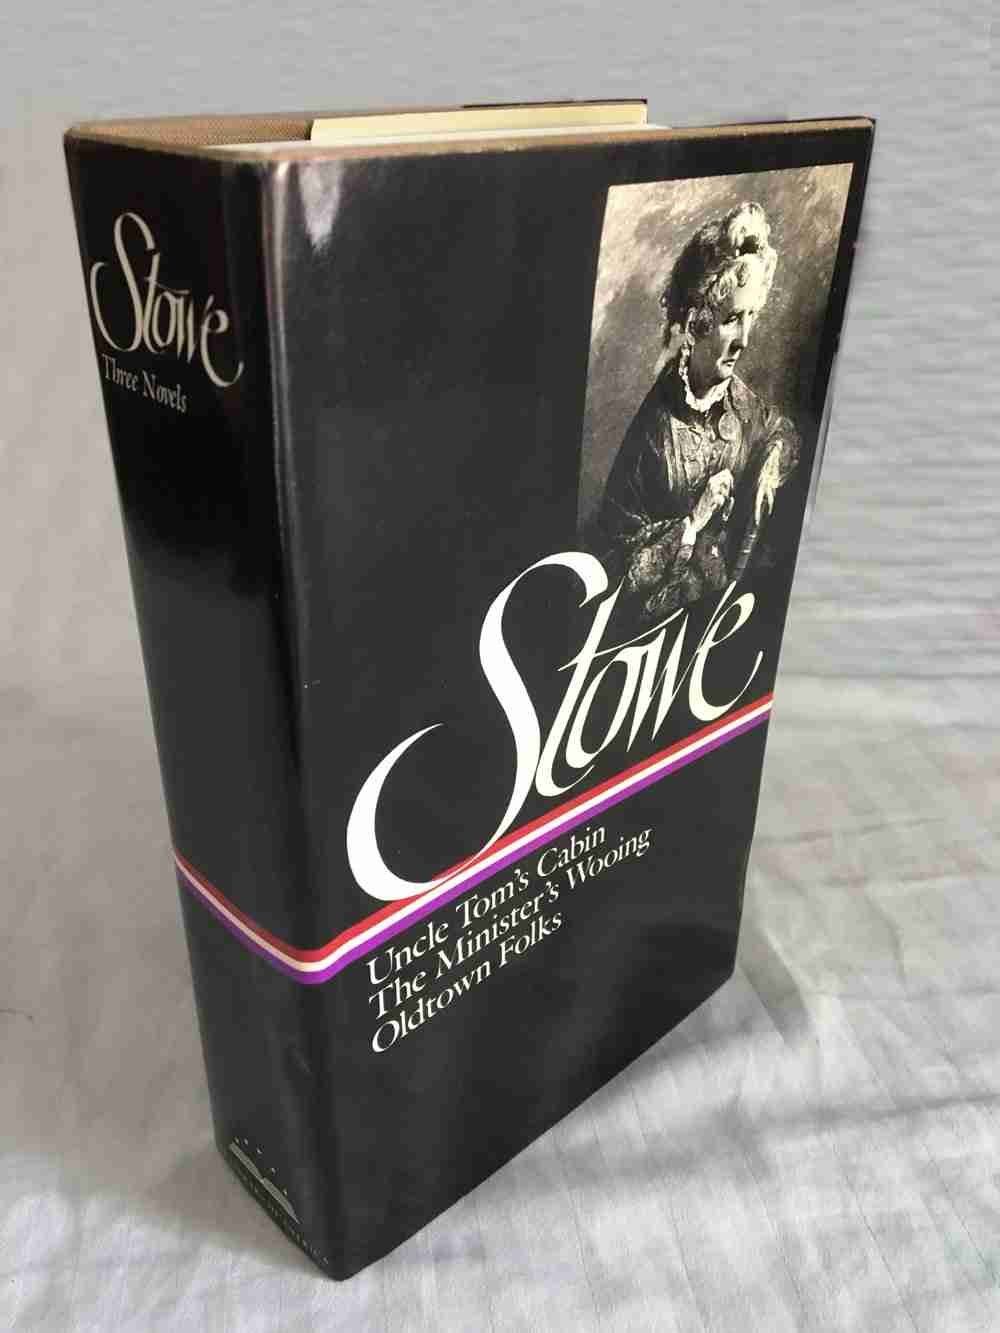 Stowe
Three Novels
Stowe
Uncle Tom's Cabin
The Minister's Wooing
Oldtown Folks